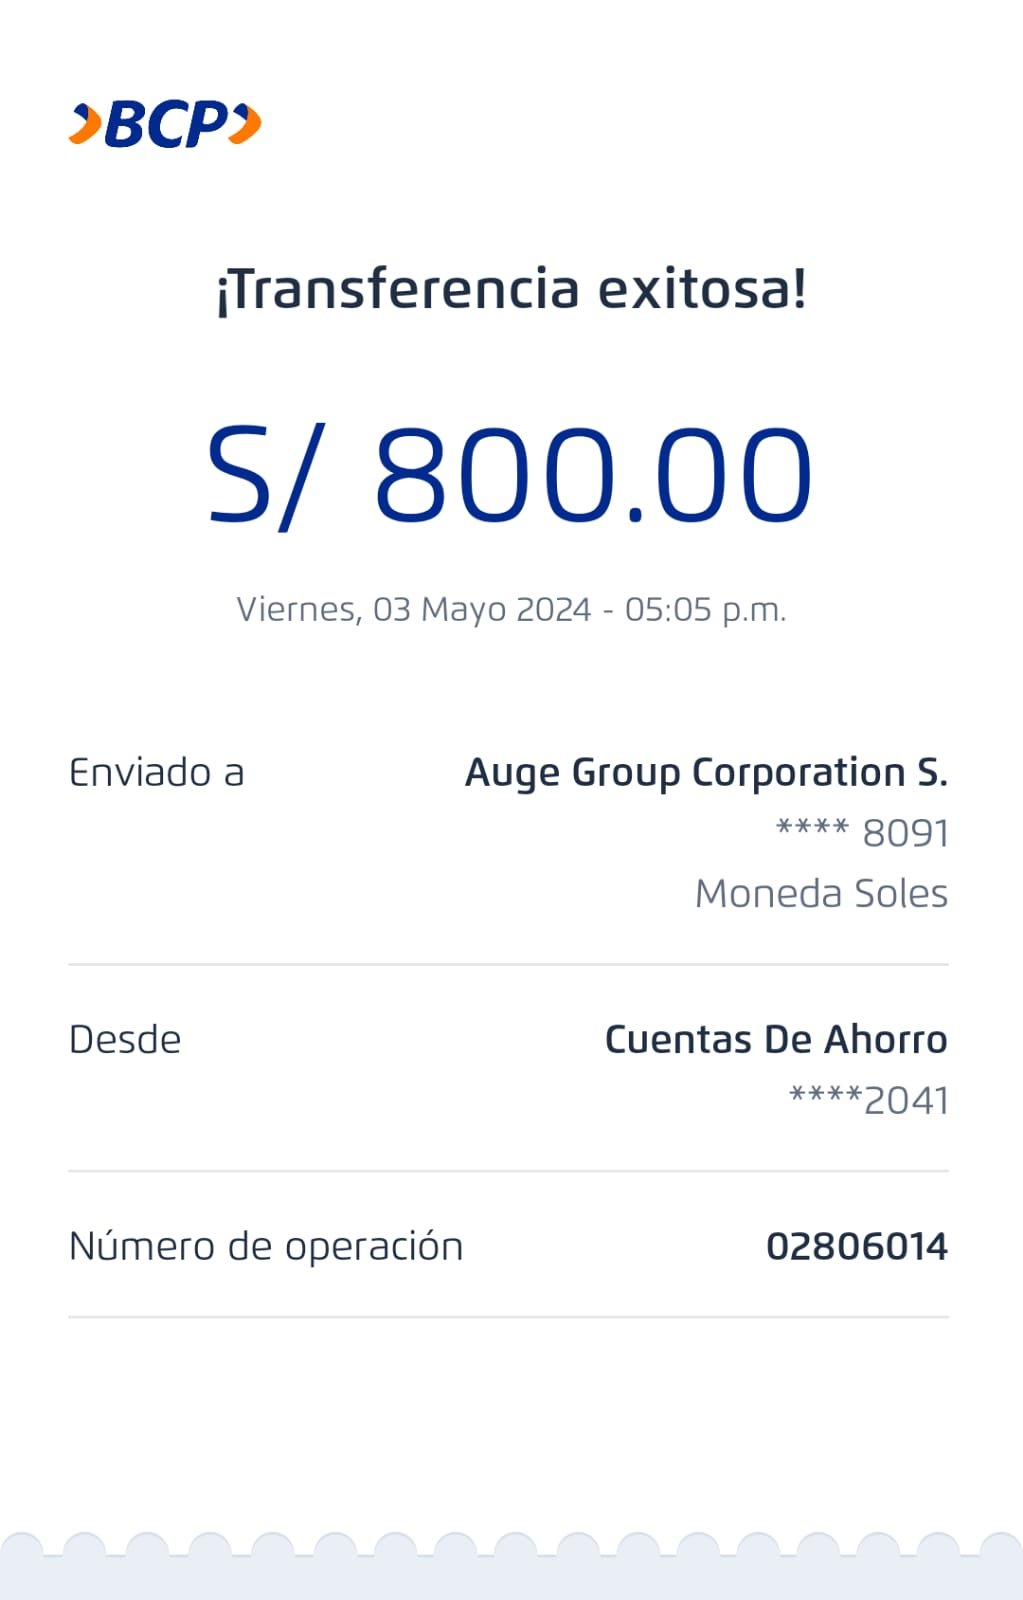 BCP
¡Transferencia exitosa!
S/ 800.00
Viernes, 03 Mayo 2024 - 05:05 p.m.
Enviado a Auge Group Corporation S.
**** 8091
Moneda Soles
Desde Cuentas De Ahorro
****2041
Número de operación 02806014